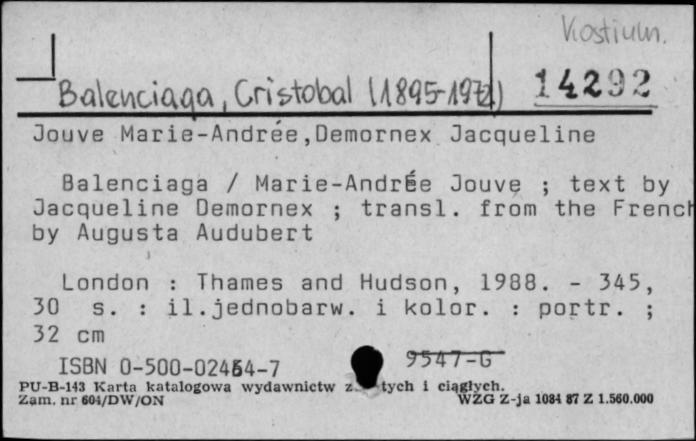 Kostium.
Balenciaga, Cristobal (1895-1972)
14292
Jouve Marie-Andrée,Demornex Jacqueline
Balenciaga / Marie-Andrée Jouve ; text by
Jacqueline Demornex ; transl. from the French
by Augusta Audubert
London : Thames and Hudson, 1988. - 345,
30 s. : il.jednobarw. i kolor. : portr. ;
32 cm
ISBN 0-500-02464-7
9547-G
PU-B-143 Karta katalogowa wydawnictw z tych i ciągłych.
Zam. nr 604/DW/ON
WZG Z-ja 1084 87 Z 1.560.000